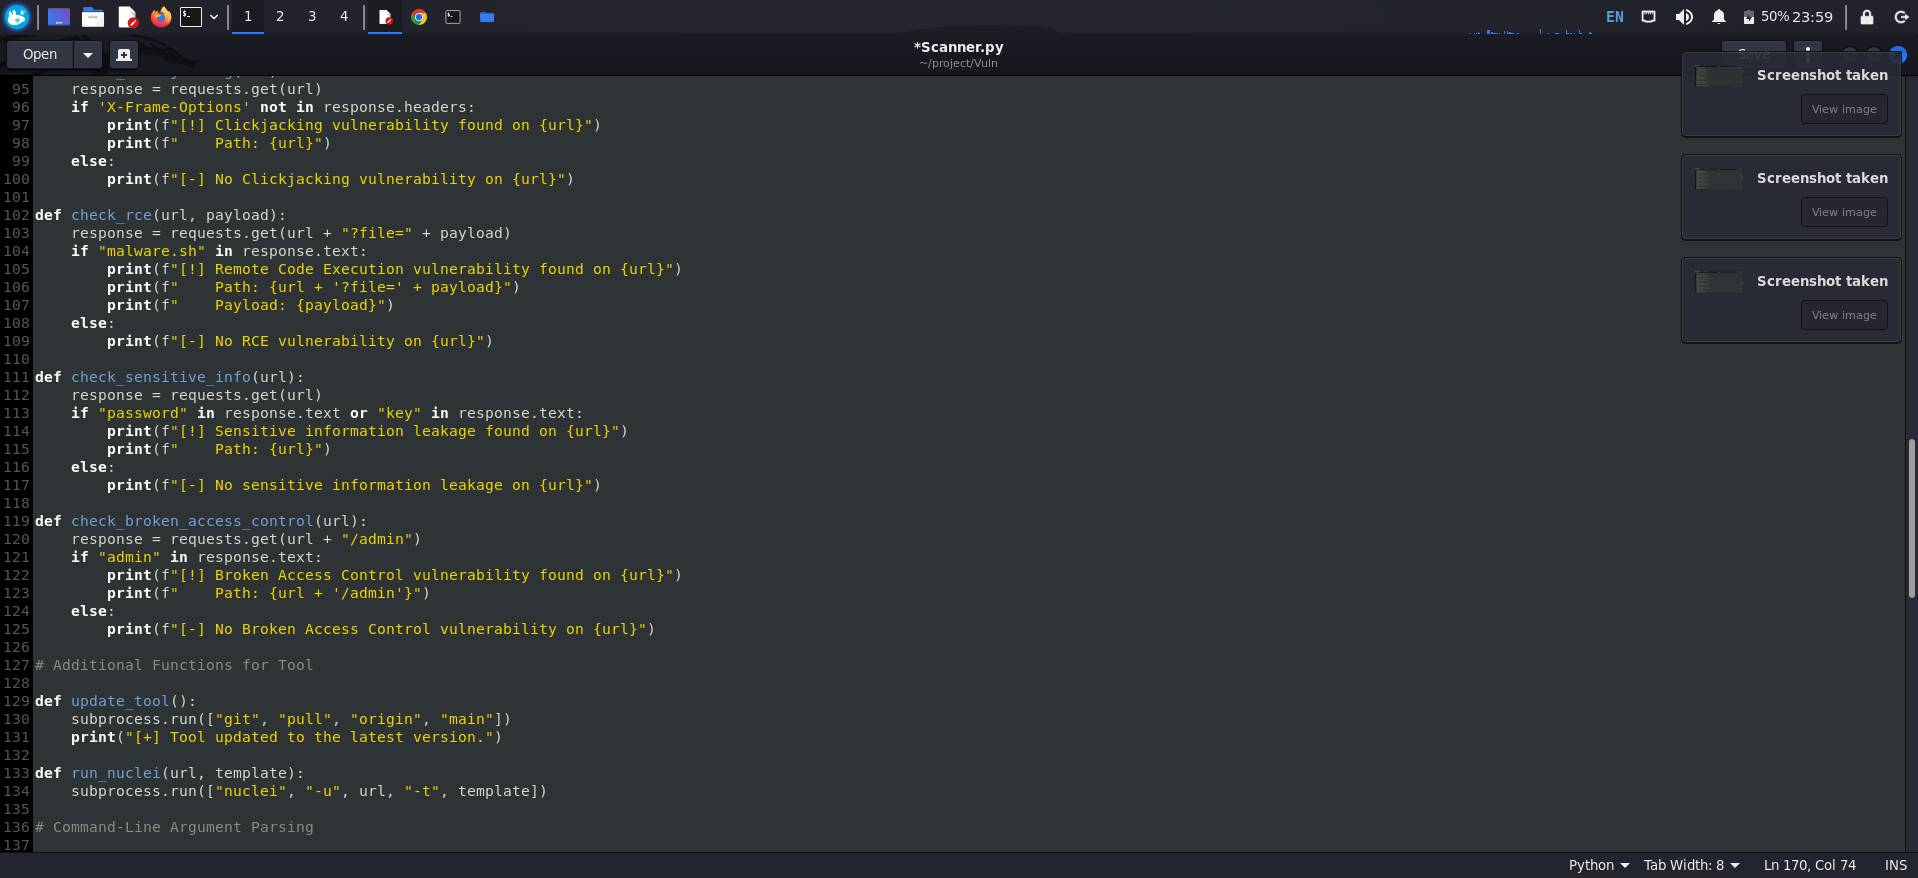 1 2 3 4 EN 50% 23:59
Open *Scanner.py Save
~/project/Vuln
Screenshot taken
View image
Screenshot taken
View image
Screenshot taken
View image
95 response = requests.get(url)
96 if 'X-Frame-Options' not in response.headers:
97 print(f"[!] Clickjacking vulnerability found on {url}")
98 print(f"    Path: {url}")
99 else:
100 print(f"[-] No Clickjacking vulnerability on {url}")
101
102 def check_rce(url, payload):
103 response = requests.get(url + "?file=" + payload)
104 if "malware.sh" in response.text:
105 print(f"[!] Remote Code Execution vulnerability found on {url}")
106 print(f"    Path: {url + '?file=' + payload}")
107 print(f"    Payload: {payload}")
108 else:
109 print(f"[-] No RCE vulnerability on {url}")
110
111 def check_sensitive_info(url):
112 response = requests.get(url)
113 if "password" in response.text or "key" in response.text:
114 print(f"[!] Sensitive information leakage found on {url}")
115 print(f"    Path: {url}")
116 else:
117 print(f"[-] No sensitive information leakage on {url}")
118
119 def check_broken_access_control(url):
120 response = requests.get(url + "/admin")
121 if "admin" in response.text:
122 print(f"[!] Broken Access Control vulnerability found on {url}")
123 print(f"    Path: {url + '/admin'}")
124 else:
125 print(f"[-] No Broken Access Control vulnerability on {url}")
126
127 # Additional Functions for Tool
128
129 def update_tool():
130 subprocess.run(["git", "pull", "origin", "main"])
131 print("[+] Tool updated to the latest version.")
132
133 def run_nuclei(url, template):
134 subprocess.run(["nuclei", "-u", url, "-t", template])
135
136 # Command-Line Argument Parsing
137
Python Tab Width: 8 Ln 170, Col 74 INS